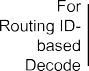 For
Routing ID-
based
Decode